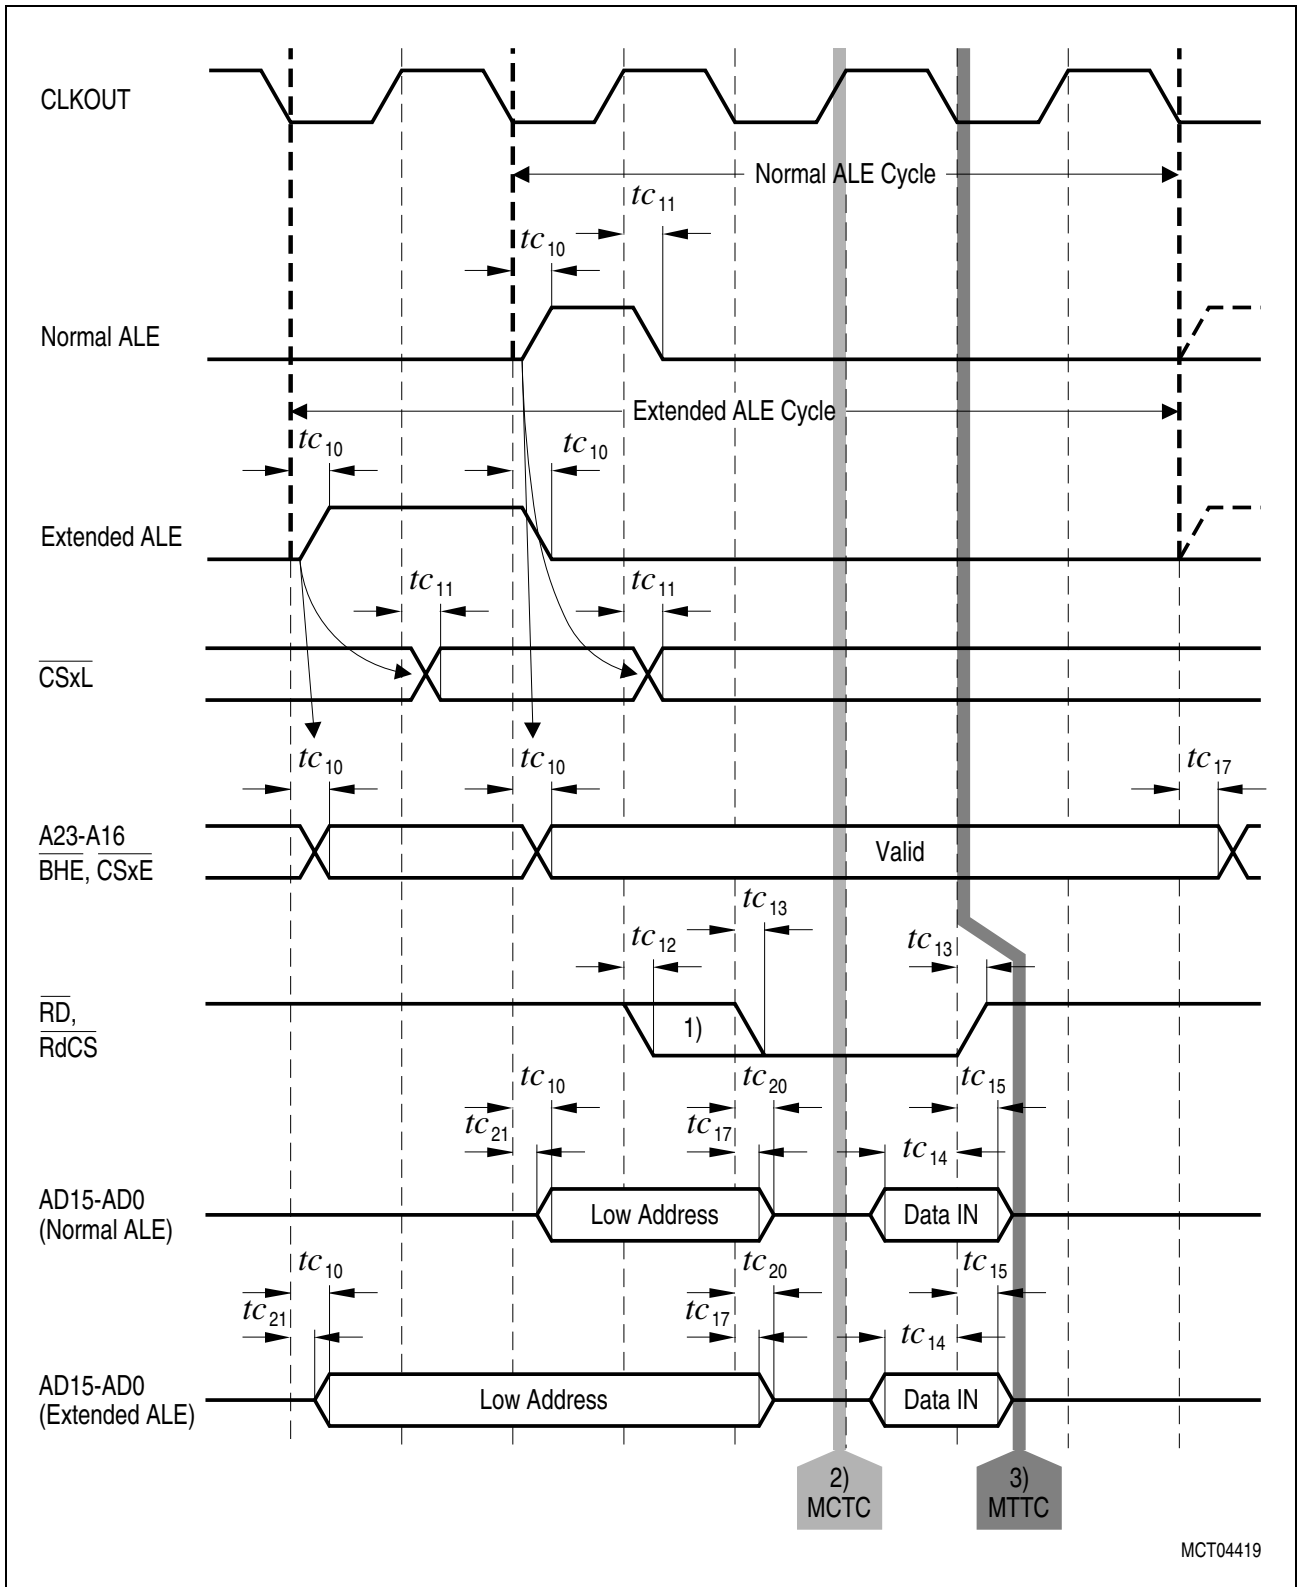 CLKOUT
Normal ALE Cycle
tc11
tc10
Normal ALE
Extended ALE Cycle
tc10
tc10
Extended ALE
tc11
tc11
CSxL
tc10
tc10
tc17
A23-A16
BHE, CSxE
Valid
tc13
tc12
tc13
RD,
RdCS
1)
tc10
tc20
tc15
tc21
tc17
tc14
AD15-AD0
(Normal ALE)
Low Address
Data IN
tc10
tc20
tc15
tc21
tc17
tc14
AD15-AD0
(Extended ALE)
Low Address
Data IN
2)
MCTC
3)
MTTC
MCT04419